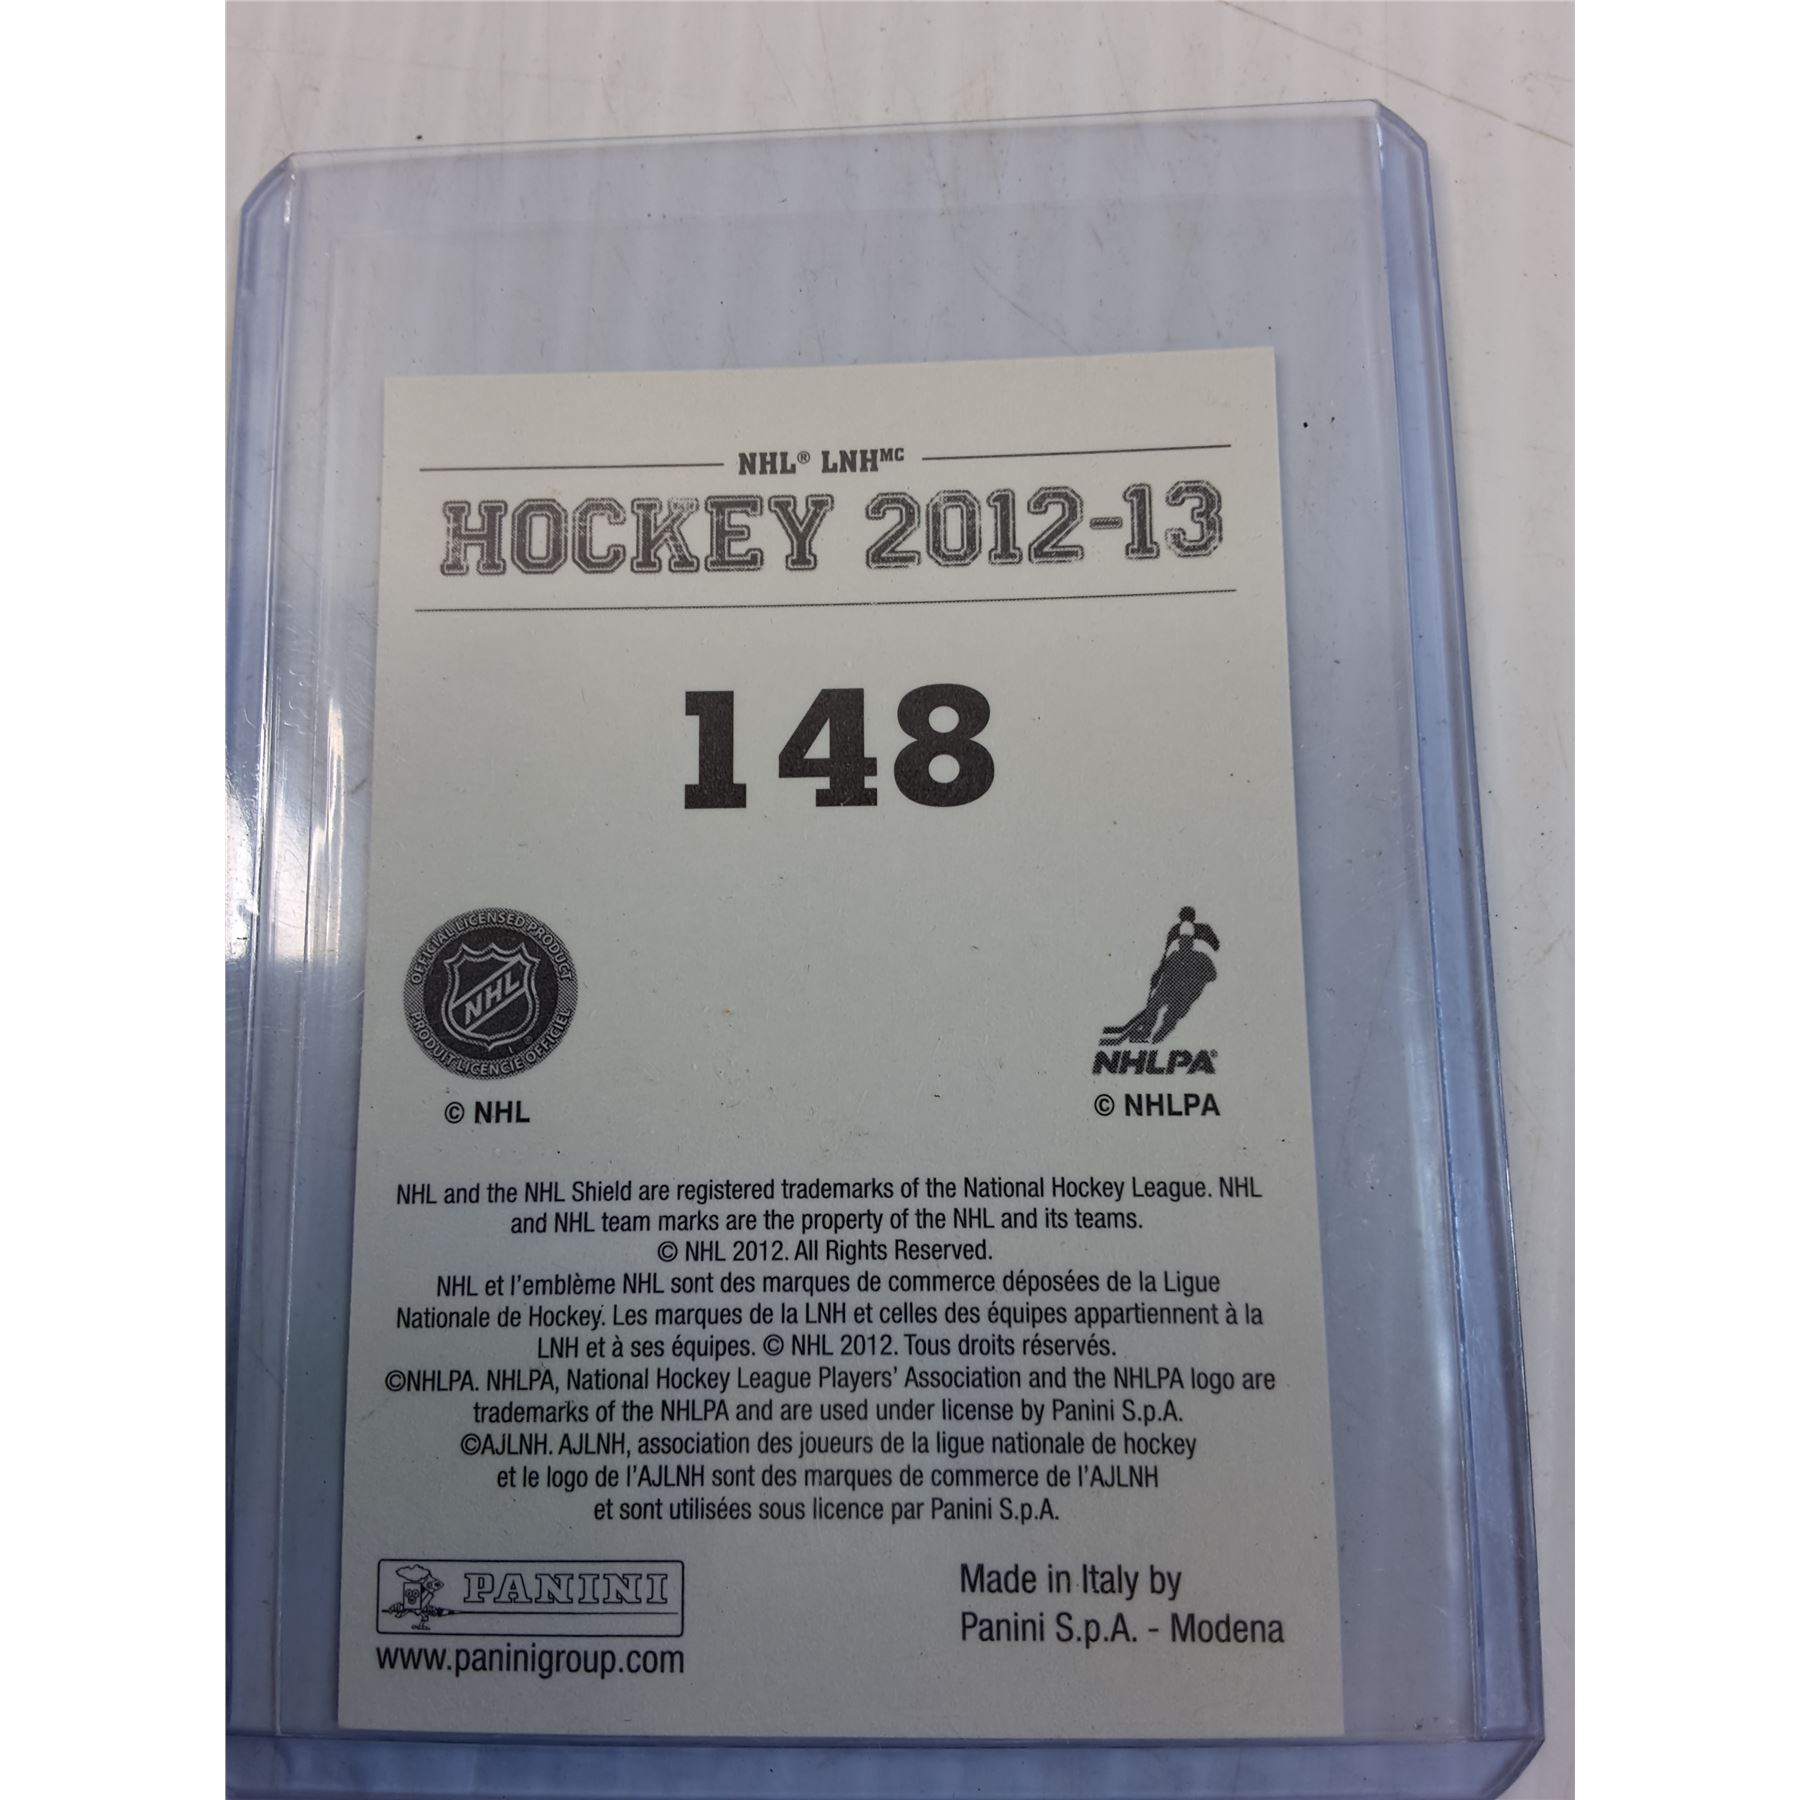 NHL® LNHMC
HOCKEY 2012-13
148
OFFICIAL LICENSED PRODUCT
NHL
PRODUIT LICENCIE OFFICIEL
© NHL
NHLPA
© NHLPA
NHL and the NHL Shield are registered trademarks of the National Hockey League. NHL
and NHL team marks are the property of the NHL and its teams.
© NHL 2012. All Rights Reserved.
NHL et l'emblème NHL sont des marques de commerce déposées de la Ligue
Nationale de Hockey. Les marques de la LNH et celles des équipes appartiennent à la
LNH et à ses équipes. © NHL 2012. Tous droits réservés.
©NHLPA. NHLPA, National Hockey League Players' Association and the NHLPA logo are
trademarks of the NHLPA and are used under license by Panini S.p.A.
©AJLNH. AJLNH, association des joueurs de la ligue nationale de hockey
et le logo de l'AJLNH sont des marques de commerce de l'AJLNH
et sont utilisées sous licence par Panini S.p.A.
PANINI
www.paninigroup.com
Made in Italy by
Panini S.p.A. - Modena